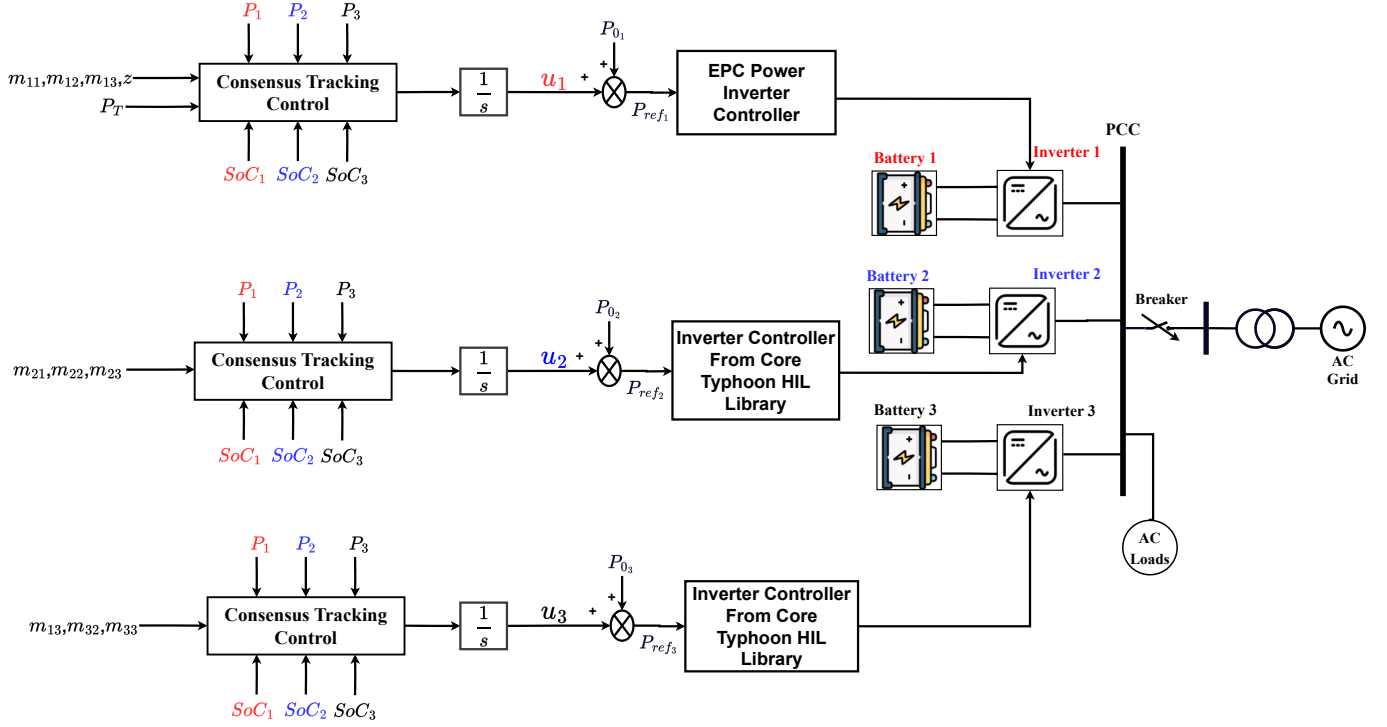 P₁ P₂ P₃
m₁₁,m₁₂,m₁₃,z
P_T
Consensus Tracking
Control
SoC₁ SoC₂ SoC₃
1
s
u₁
+
+
P₀₁
P_ref₁
EPC Power
Inverter
Controller
Battery 1
+
-
Inverter 1
PCC
P₁ P₂ P₃
m₂₁,m₂₂,m₂₃
Consensus Tracking
Control
SoC₁ SoC₂ SoC₃
1
s
u₂
+
+
P₀₂
P_ref₂
Inverter Controller
From Core
Typhoon HIL
Library
Battery 2
+
-
Inverter 2
Breaker
AC
Grid
Battery 3
+
-
Inverter 3
AC
Loads
P₁ P₂ P₃
m₁₃,m₃₂,m₃₃
Consensus Tracking
Control
SoC₁ SoC₂ SoC₃
1
s
u₃
+
+
P₀₃
P_ref₃
Inverter Controller
From Core
Typhoon HIL
Library